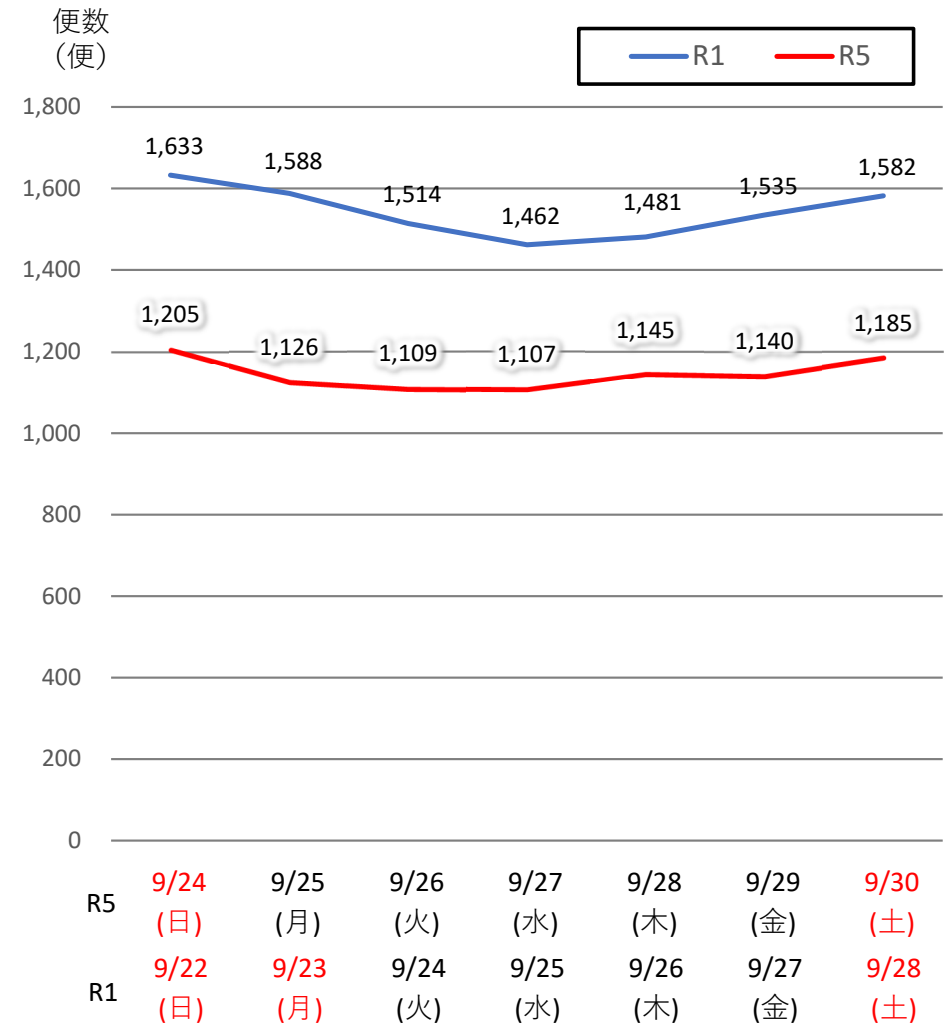 便数
（便）
R1 R5
1,800
1,633
1,588
1,582
1,600
1,514
1,535
1,462
1,481
1,400
1,205
1,126
1,109
1,107
1,145
1,140
1,185
1,200
1,000
800
600
400
200
0
R5
9/24 9/25 9/26 9/27 9/28 9/29 9/30
(日) (月) (火) (水) (木) (金) (土)
R1
9/22 9/23 9/24 9/25 9/26 9/27 9/28
(日) (月) (火) (水) (木) (金) (土)